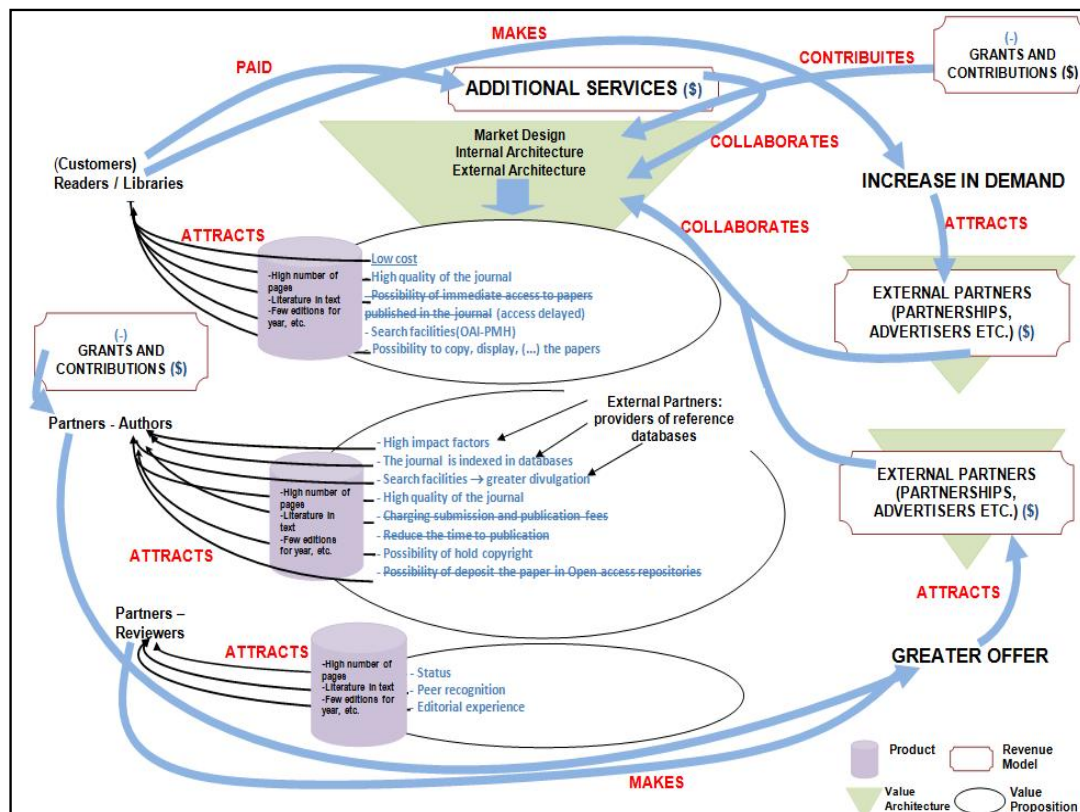 MAKES
CONTRIBUITES
(-)
GRANTS AND
CONTRIBUTIONS ($)
PAID
ADDITIONAL SERVICES ($)
Market Design
Internal Architecture
External Architecture
COLLABORATES
(Customers)
Readers / Libraries
INCREASE IN DEMAND
ATTRACTS
COLLABORATES
ATTRACTS
-High number of
pages
-Literature in text
-Few editions for
year, etc.
Low cost
-High quality of the journal
-Possibility of immediate access to papers
published in the journal (access delayed)
- Search facilities(OAI-PMH)
- Possibility to copy, display, (...) the papers
EXTERNAL PARTNERS
(PARTNERSHIPS,
ADVERTISERS ETC.) ($)
(-)
GRANTS AND
CONTRIBUTIONS ($)
Partners - Authors
External Partners:
providers of reference
databases
- High impact factors
- The journal is indexed in databases
- Search facilities → greater divulgation
- High quality of the journal
- Charging submission and publication fees
- Reduce the time to publication
- Possibility of hold copyright
- Possibility of deposit the paper in Open access repositories
-High number of
pages
-Literature in
text
-Few editions
for year, etc.
ATTRACTS
EXTERNAL PARTNERS
(PARTNERSHIPS,
ADVERTISERS ETC.) ($)
ATTRACTS
Partners –
Reviewers
ATTRACTS
-High number of
pages
-Literature in text
-Few editions for
year, etc.
- Status
- Peer recognition
- Editorial experience
GREATER OFFER
MAKES
Product
Revenue
Model
Value
Architecture
Value
Proposition